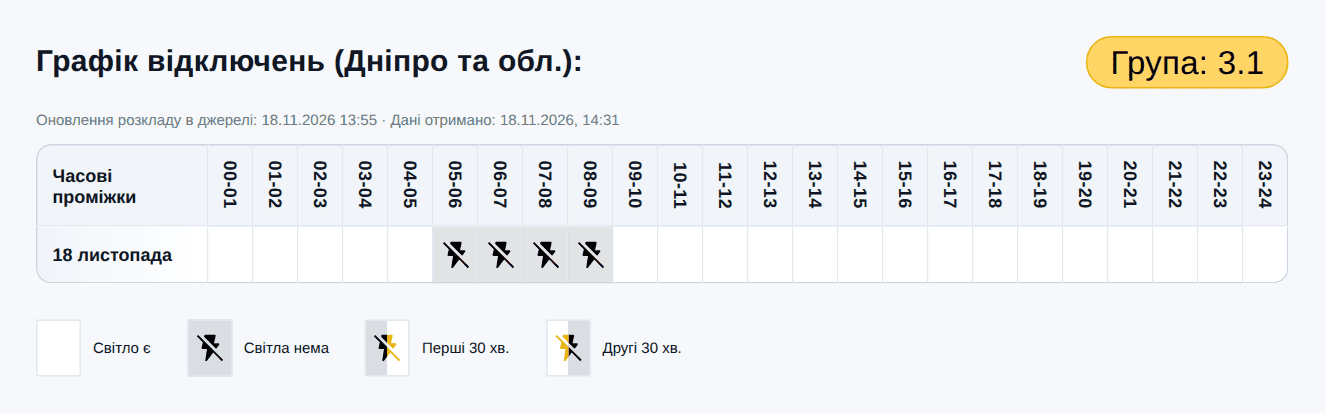 Графік відключень (Дніпро та обл.):
Група: 3.1
Оновлення розкладу в джерелі: 18.11.2026 13:55 · Дані отримано: 18.11.2026, 14:31
Часові
проміжки
00-01
01-02
02-03
03-04
04-05
05-06
06-07
07-08
08-09
09-10
10-11
11-12
12-13
13-14
14-15
15-16
16-17
17-18
18-19
19-20
20-21
21-22
22-23
23-24
18 листопада
Світло є
Світла нема
Перші 30 хв.
Другі 30 хв.